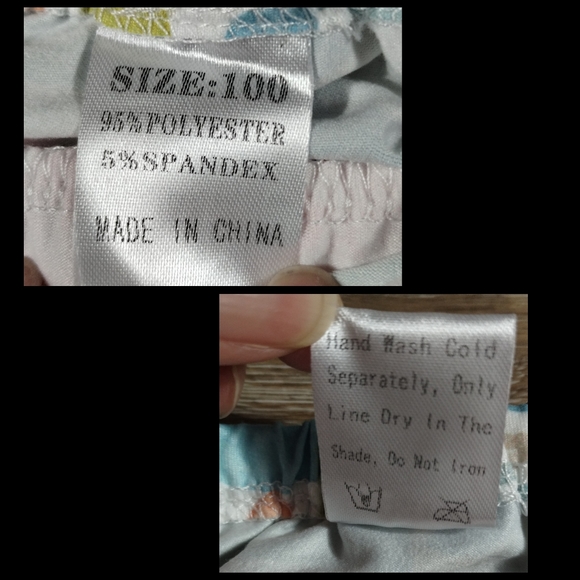 SIZE:100
95%POLYESTER
5%SPANDEX
MADE IN CHINA
Hand Wash Cold
Separately, Only
Line Dry In The
Shade, Do Not Iron